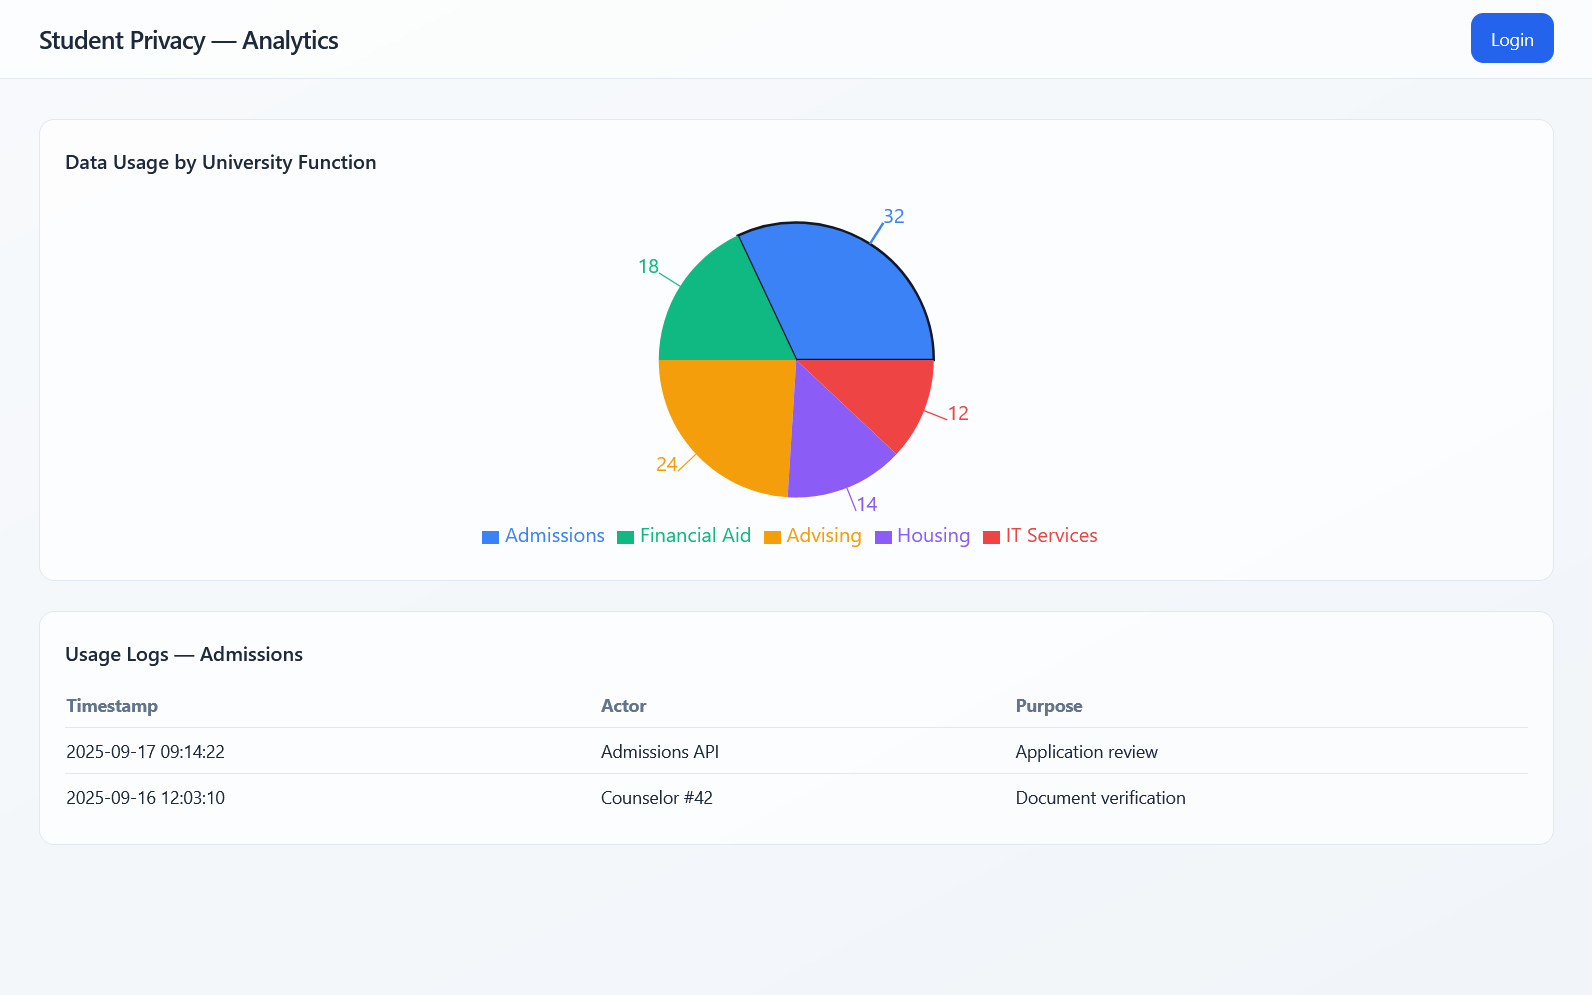 Student Privacy — Analytics
Login
Data Usage by University Function
32
18
12
24
14
Admissions Financial Aid Advising Housing IT Services
Usage Logs — Admissions
Timestamp Actor Purpose
2025-09-17 09:14:22 Admissions API Application review
2025-09-16 12:03:10 Counselor #42 Document verification